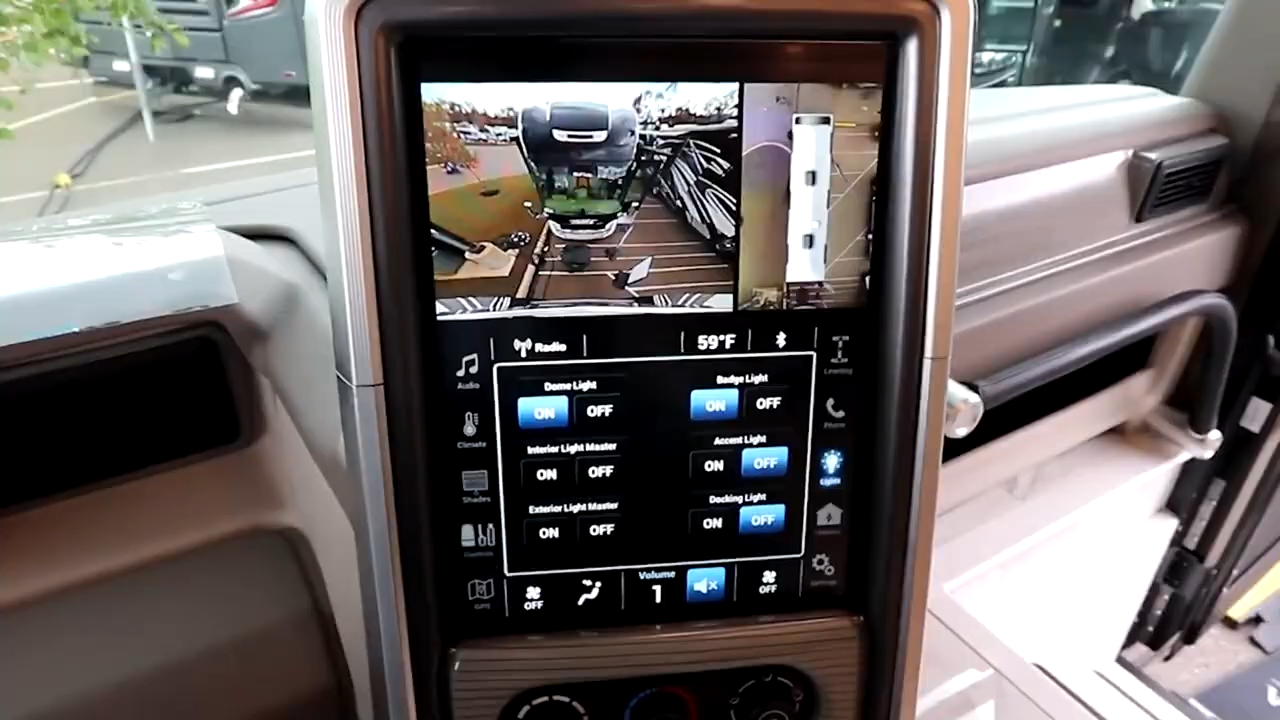 Radio
59°F
Audio
Climate
Shades
Controls
GPS
Dome Light
ON OFF
Interior Light Master
ON OFF
Exterior Light Master
ON OFF
Badge Light
ON OFF
Accent Light
ON OFF
Docking Light
ON OFF
Leveling
Phone
Lights
Settings
OFF
Volume
1
OFF